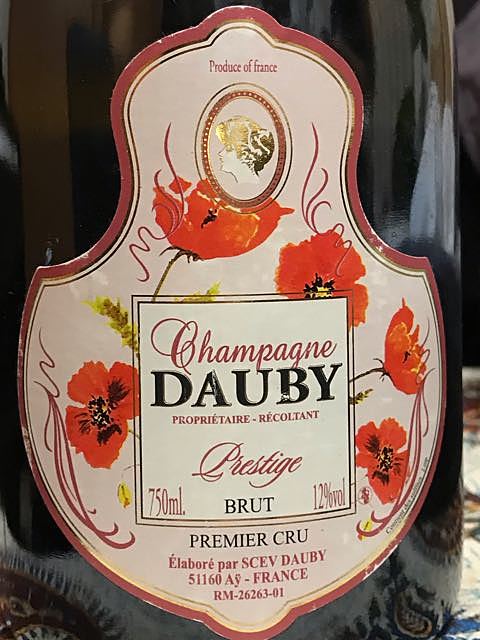 Produce of france
Champagne
DAUBY
PROPRIÉTAIRE - RÉCOLTANT
Prestige
750ml.
BRUT
12%vol
PREMIER CRU
Élaboré par SCEV DAUBY
51160 Aÿ - FRANCE
RM-26263-01